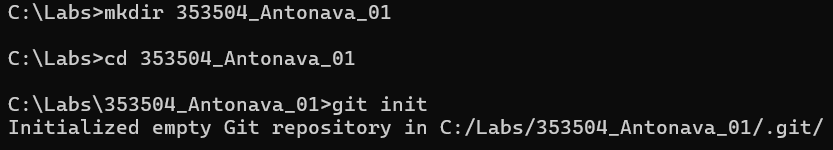 C:\Labs>mkdir 353504_Antonava_01
C:\Labs>cd 353504_Antonava_01
C:\Labs\353504_Antonava_01>git init
Initialized empty Git repository in C:/Labs/353504_Antonava_01/.git/